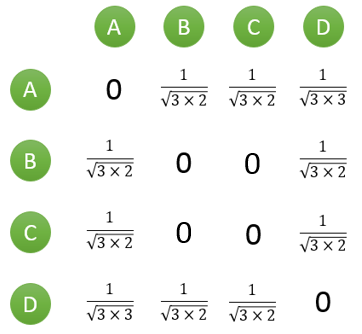 A B C D
A 0 1/√(3 × 2) 1/√(3 × 2) 1/√(3 × 3)
B 1/√(3 × 2) 0 0 1/√(3 × 2)
C 1/√(3 × 2) 0 0 1/√(3 × 2)
D 1/√(3 × 3) 1/√(3 × 2) 1/√(3 × 2) 0